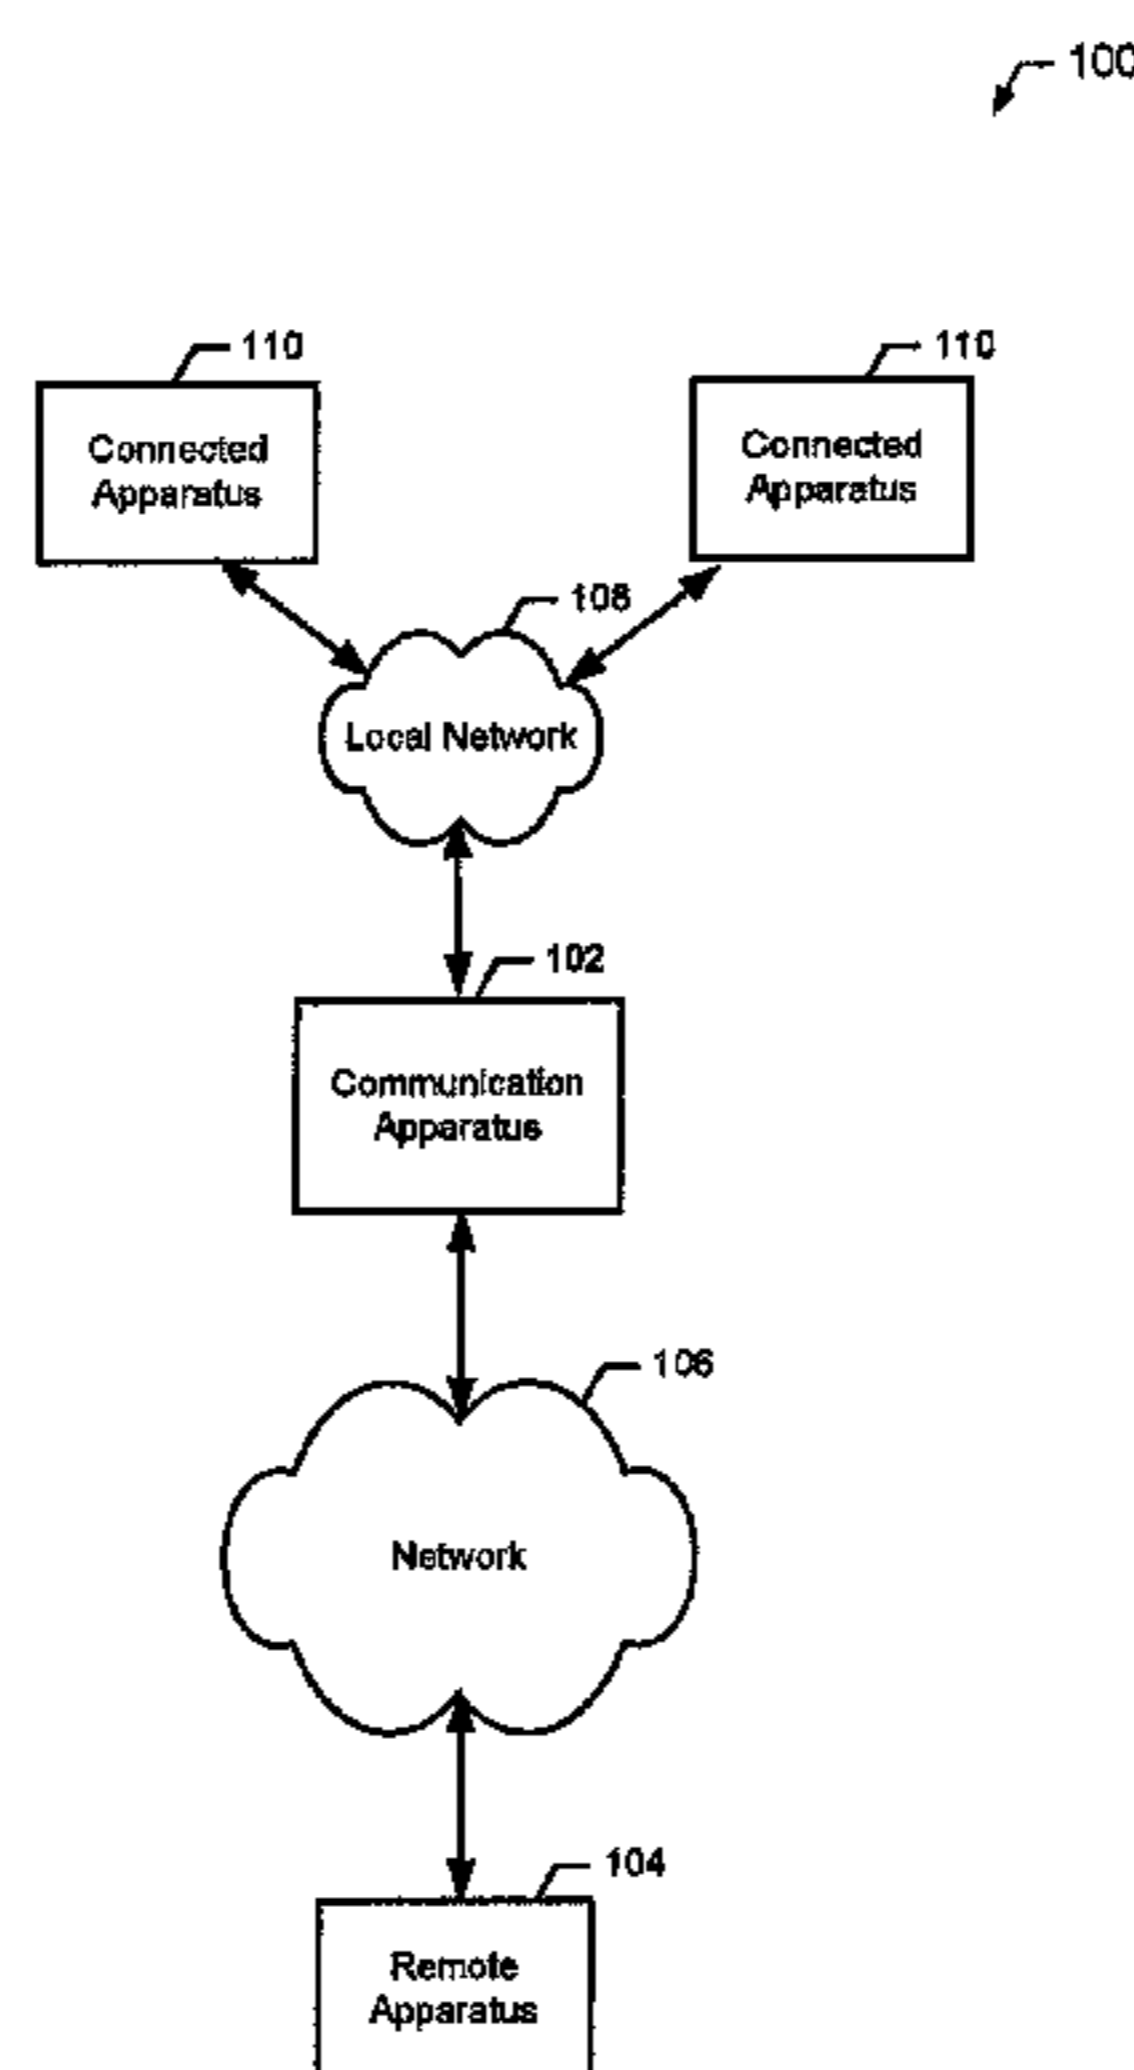 100
110
110
Connected
Apparatus
Connected
Apparatus
108
Local Network
102
Communication
Apparatus
106
Network
104
Remote
Apparatus